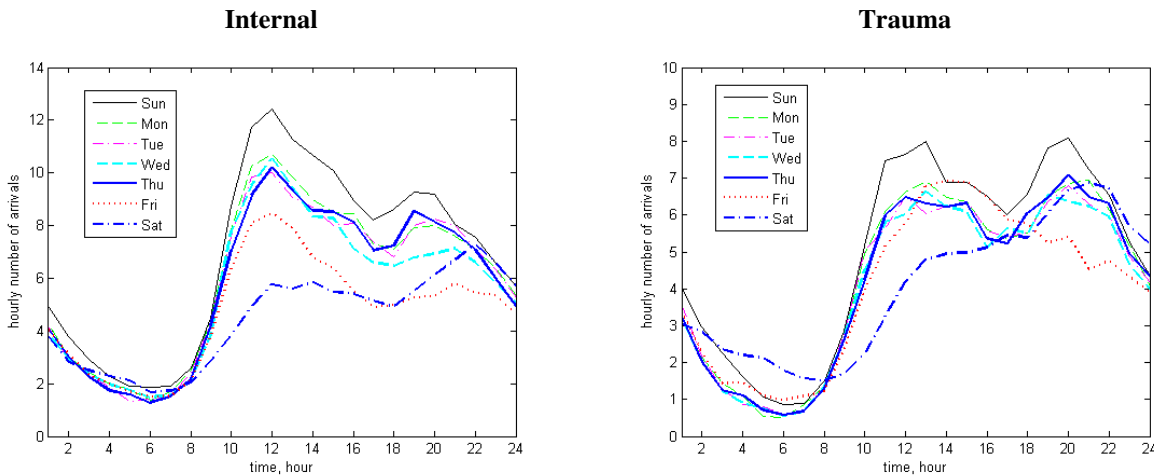 Internal
Trauma
14
12
10
8
6
4
2
0
hourly number of arrivals
Sun
Mon
Tue
Wed
Thu
Fri
Sat
2 4 6 8 10 12 14 16 18 20 22 24
time, hour
10
9
8
7
6
5
4
3
2
1
0
hourly number of arrivals
Sun
Mon
Tue
Wed
Thu
Fri
Sat
2 4 6 8 10 12 14 16 18 20 22 24
time, hour